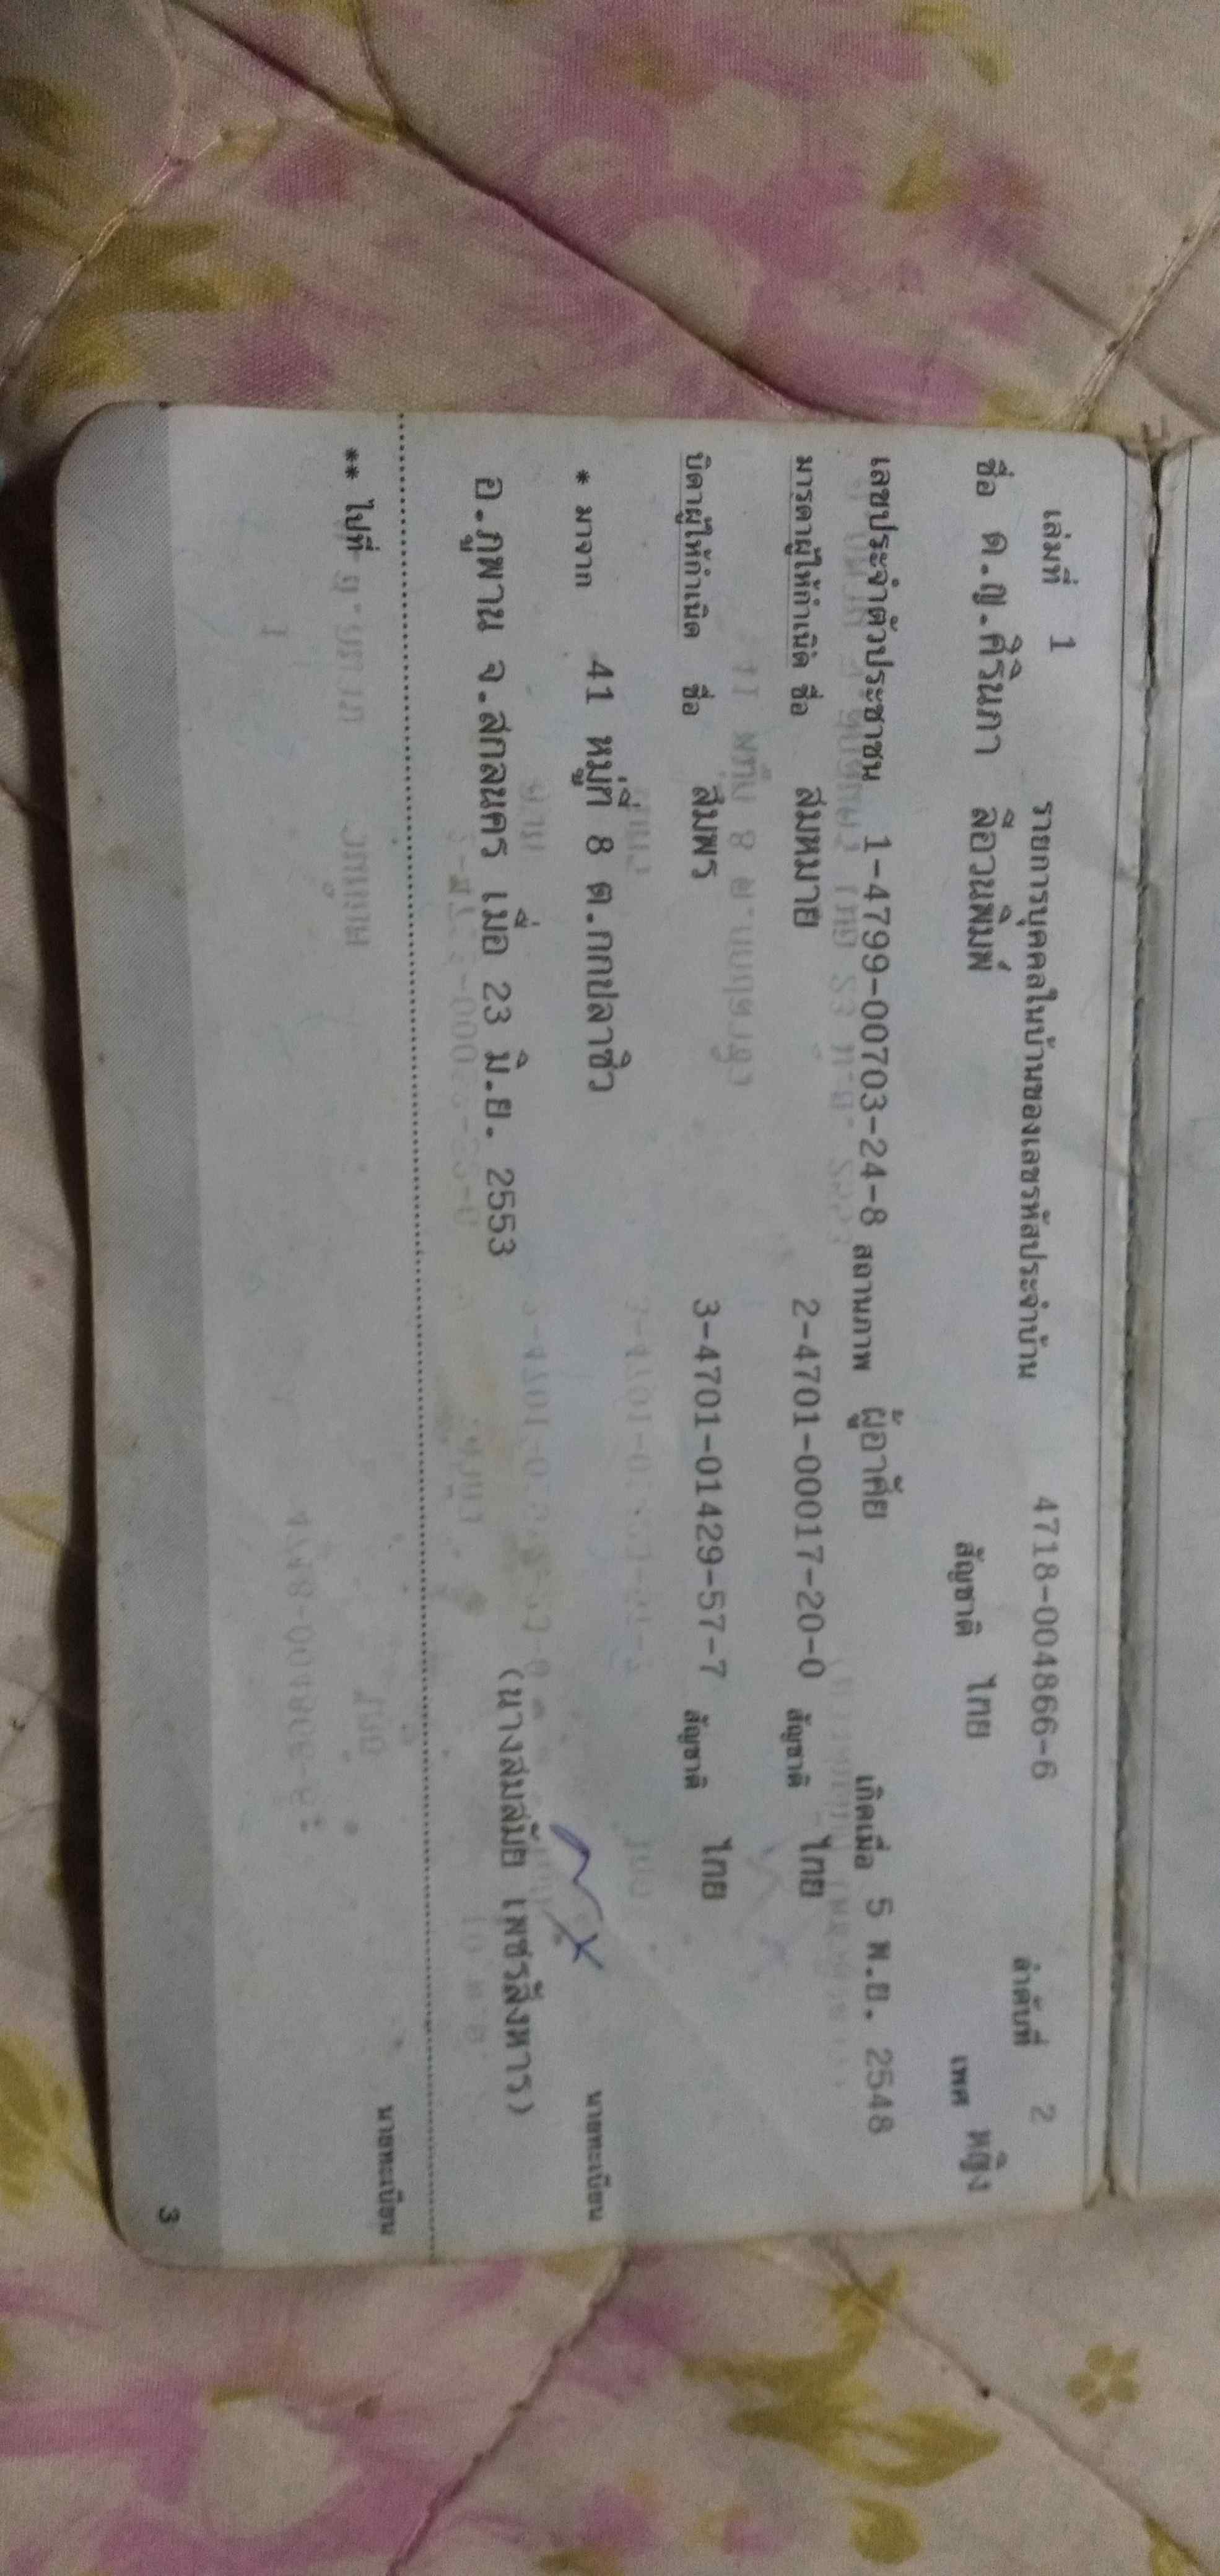 เล่มที่ 1 รายการบุคคลในบ้านของเลขรหัสประจำบ้าน 4718-004866-6 ลำดับที่ 2
ชื่อ ด.ญ.ศิรินภา ลือวนพิมพ์ สัญชาติ ไทย เพศ หญิง
เลขประจำตัวประชาชน 1-4799-00703-24-8 สถานภาพ ผู้อาศัย เกิดเมื่อ 5 พ.ย. 2548
มารดาผู้ให้กำเนิด ชื่อ สมหมาย 2-4701-00017-20-0 สัญชาติ ไทย
บิดาผู้ให้กำเนิด ชื่อ สมพร 3-4701-01429-57-7 สัญชาติ ไทย
* มาจาก 41 หมู่ที่ 8 ต.กกปลาซิว นายทะเบียน
อ.ภูพาน จ.สกลนคร เมื่อ 23 มิ.ย. 2553 (นางสมสมัย เพชรสิงหาร)
** ไปที่ นายทะเบียน
3